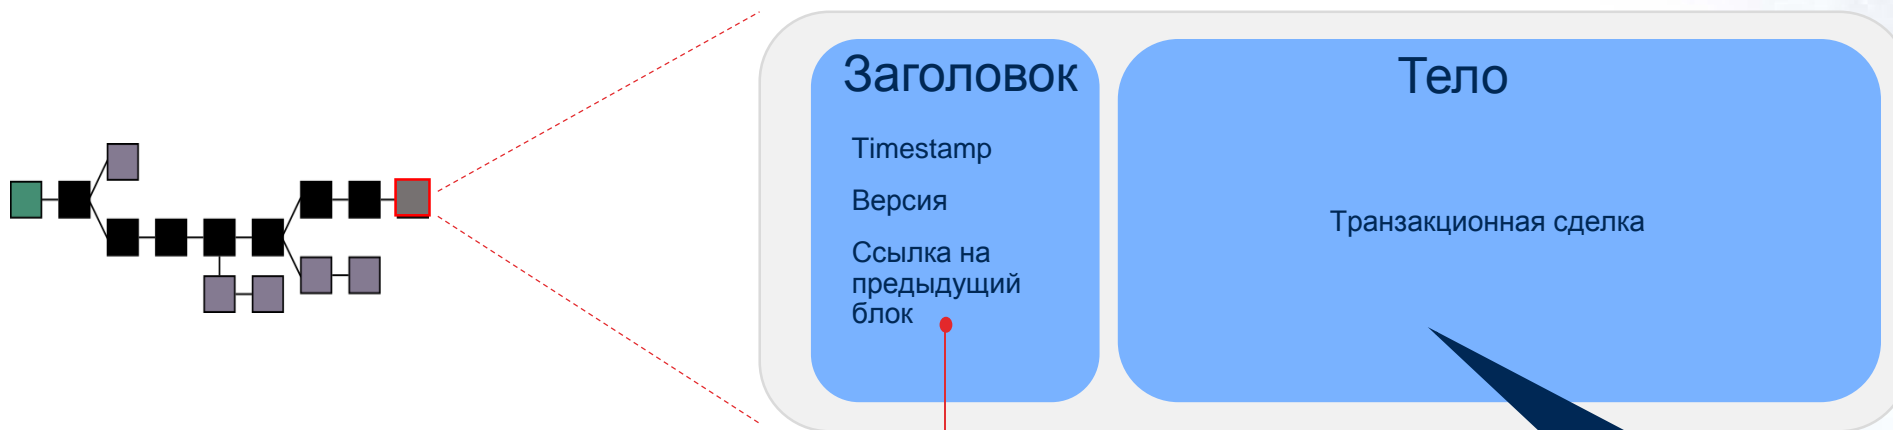 Заголовок
Timestamp
Версия
Ссылка на
предыдущий
блок
Тело
Транзакционная сделка